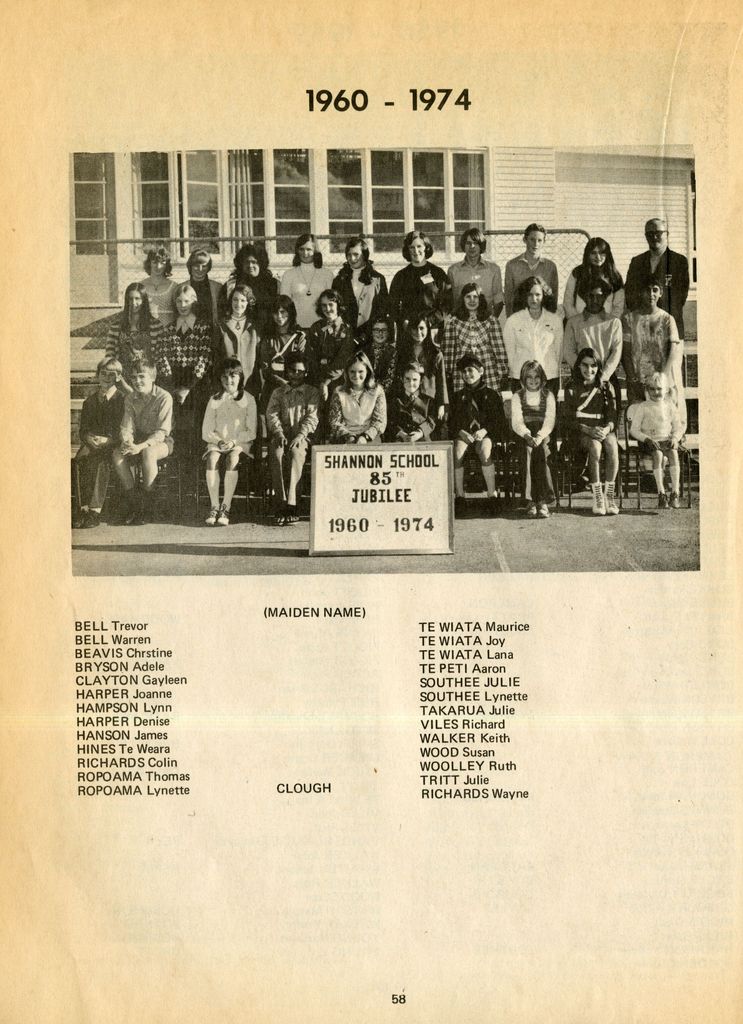 1960 - 1974
SHANNON SCHOOL
85TH
JUBILEE
1960 - 1974
(MAIDEN NAME)
BELL Trevor
BELL Warren
BEAVIS Chrstine
BRYSON Adele
CLAYTON Gayleen
HARPER Joanne
HAMPSON Lynn
HARPER Denise
HANSON James
HINES Te Weara
RICHARDS Colin
ROPOAMA Thomas
ROPOAMA Lynette CLOUGH
TE WIATA Maurice
TE WIATA Joy
TE WIATA Lana
TE PETI Aaron
SOUTHEE JULIE
SOUTHEE Lynette
TAKARUA Julie
VILES Richard
WALKER Keith
WOOD Susan
WOOLLEY Ruth
TRITT Julie
RICHARDS Wayne
58